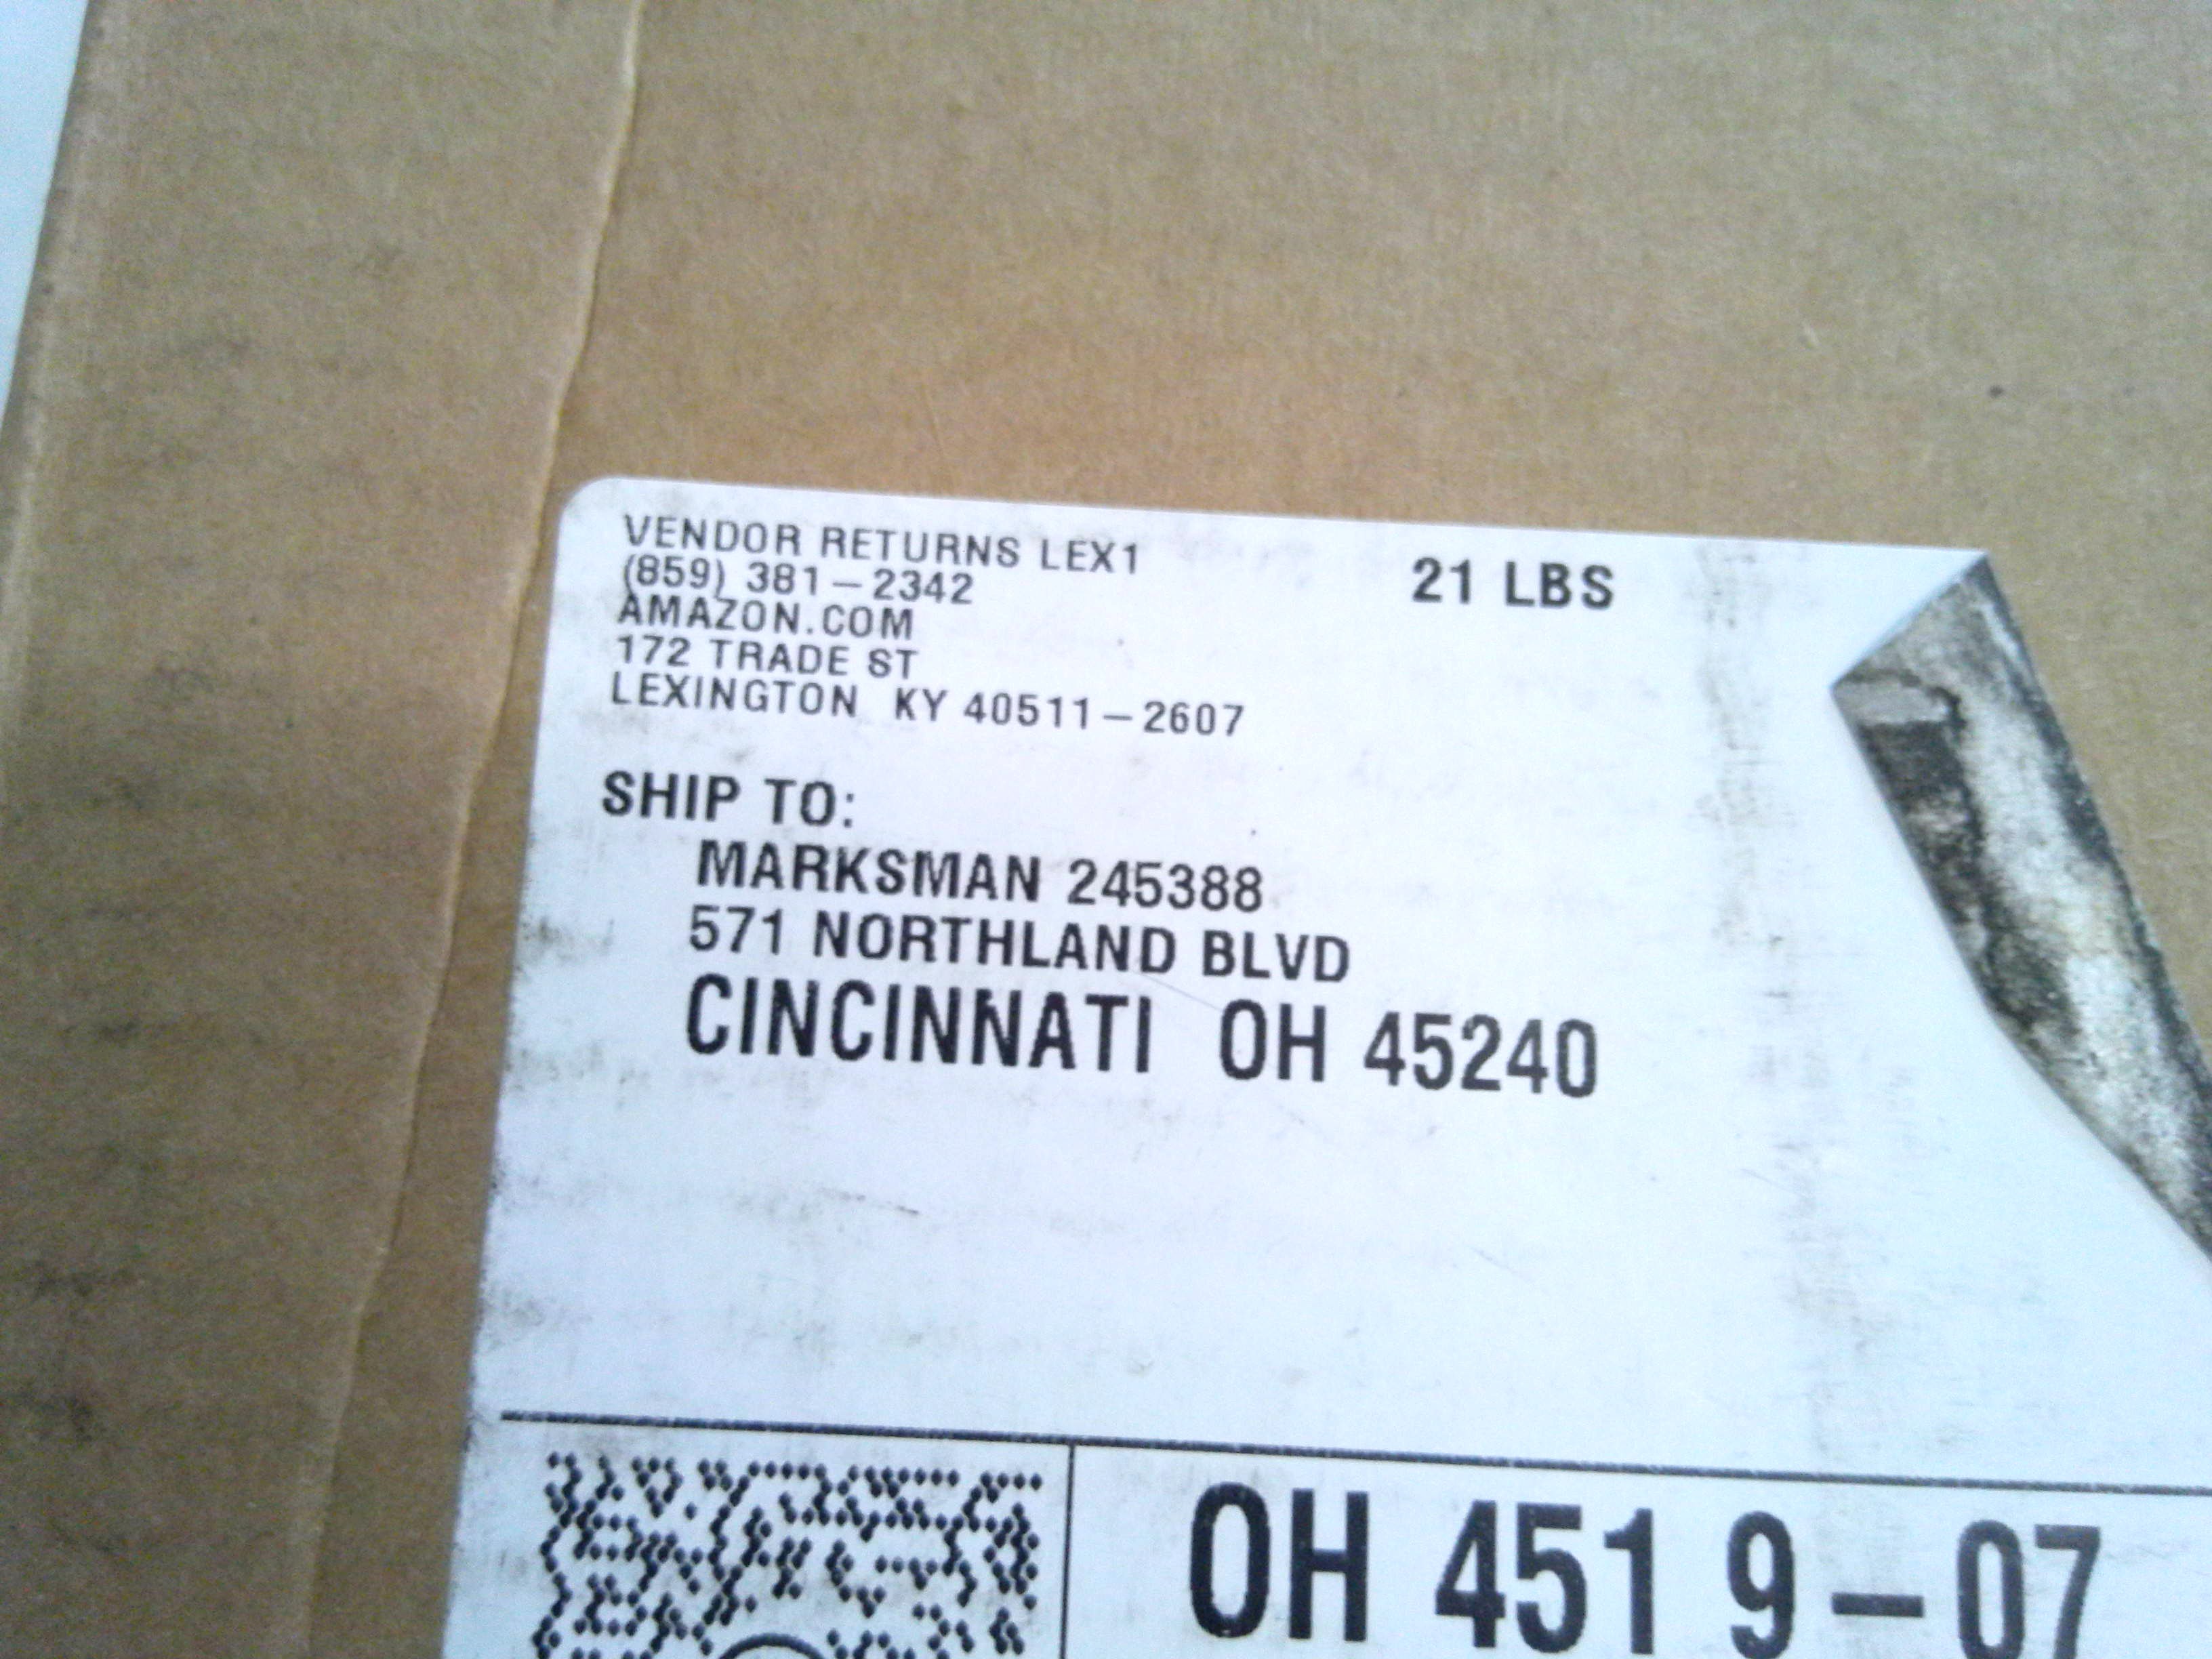 VENDOR RETURNS LEX1
21 LBS
(859) 381-2342
AMAZON.COM
172 TRADE ST
LEXINGTON KY 40511-2607
SHIP TO:
MARKSMAN 245388
571 NORTHLAND BLVD
CINCINNATI OH 45240
OH 451 9-07